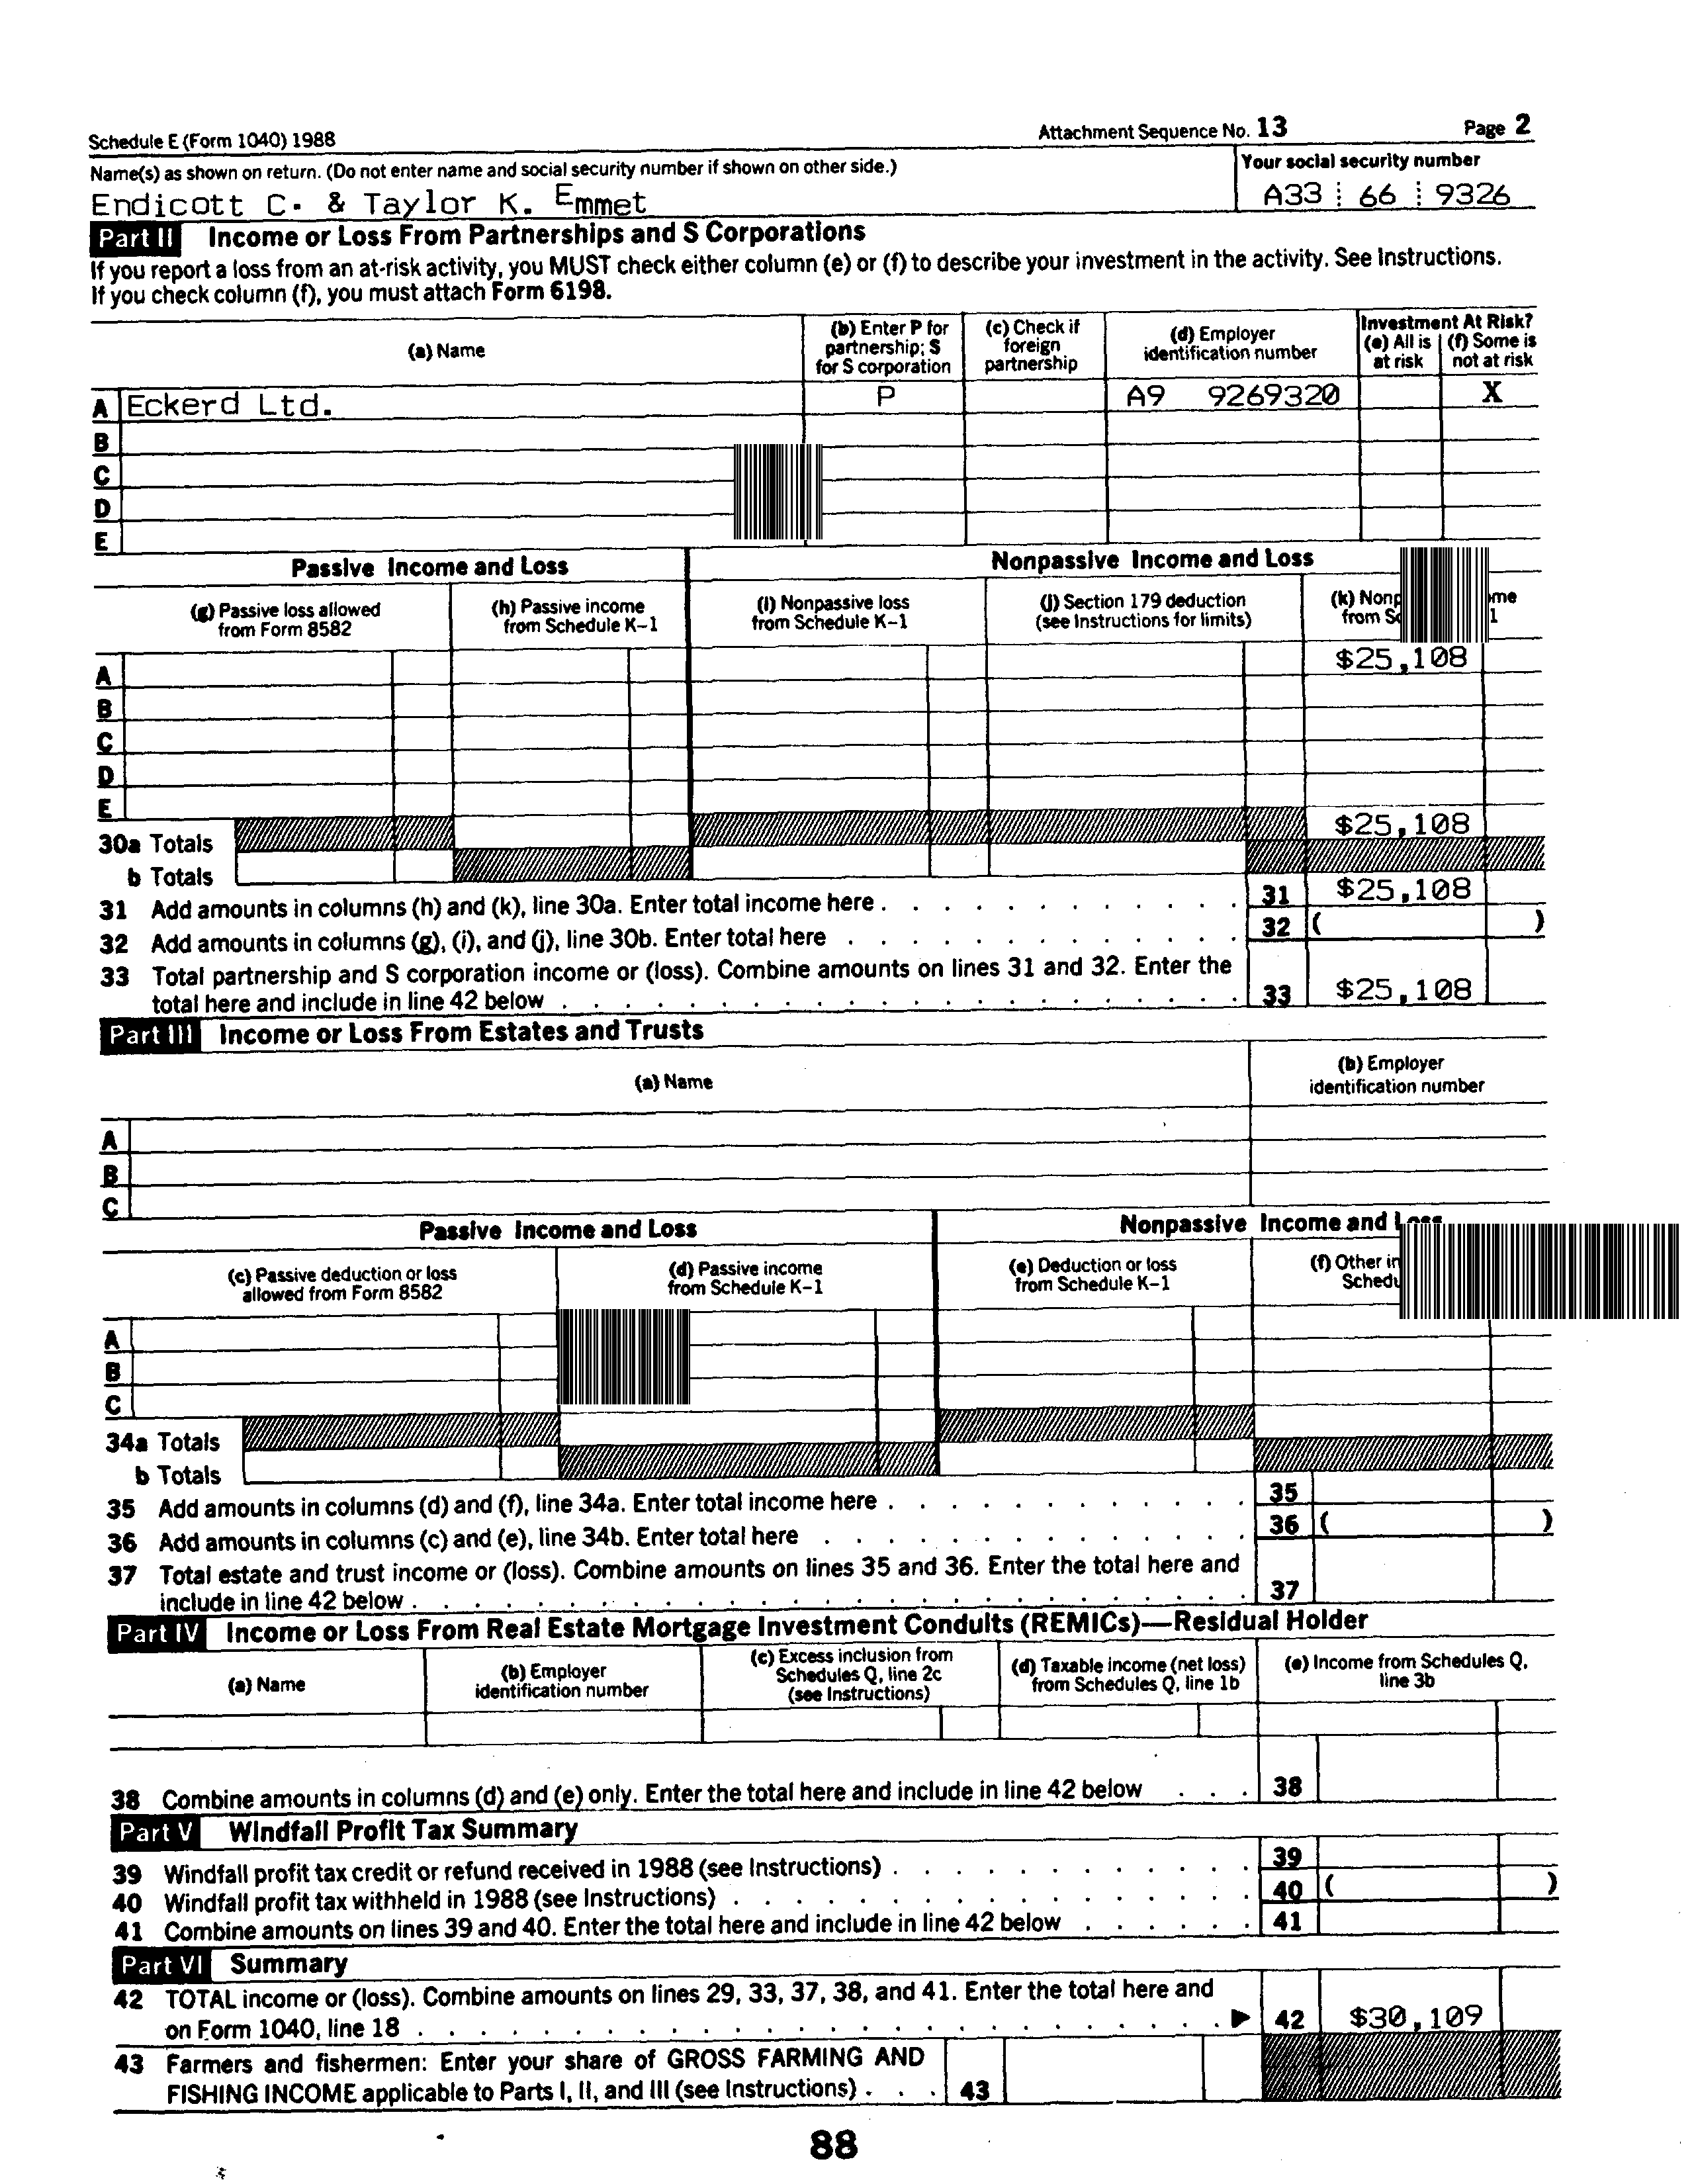 Schedule E (Form 1040) 1988 Attachment Sequence No. 13 Page 2
Name(s) as shown on return. (Do not enter name and social security number if shown on other side.) Your social security number
Endicott C. & Taylor K. Emmet A33 66 9326
Part II Income or Loss From Partnerships and S Corporations
If you report a loss from an at-risk activity, you MUST check either column (e) or (f) to describe your investment in the activity. See Instructions.
If you check column (f), you must attach Form 6198.
(a) Name
(b) Enter P for
partnership; S
for S corporation
(c) Check if
foreign
partnership
(d) Employer
identification number
Investment At Risk?
(e) All is
at risk
(f) Some is
not at risk
A Eckerd Ltd. P A9 9269320 X
B
C
D
E
Passive Income and Loss Nonpassive Income and Loss
(g) Passive loss allowed
from Form 8582
(h) Passive income
from Schedule K-1
(i) Nonpassive loss
from Schedule K-1
(j) Section 179 deduction
(see Instructions for limits)
(k)
from
A $25,108
B
C
D
E
30a Totals $25,108
b Totals
31 Add amounts in columns (h) and (k), line 30a. Enter total income here . . . . . . . . . . . . 31 $25,108
32 Add amounts in columns (g), (i), and (j), line 30b. Enter total here . . . . . . . . . . . . . 32 ( )
33 Total partnership and S corporation income or (loss). Combine amounts on lines 31 and 32. Enter the
total here and include in line 42 below . . . . . . . . . . . . . . . . . . . . . . 33 $25,108
Part III Income or Loss From Estates and Trusts
(a) Name
(b) Employer
identification number
A
B
C
Passive Income and Loss Nonpassive Income and
(c) Passive deduction or loss
allowed from Form 8582
(d) Passive income
from Schedule K-1
(e) Deduction or loss
from Schedule K-1
(f) Other
A
B
C
34a Totals
b Totals
35 Add amounts in columns (d) and (f), line 34a. Enter total income here . . . . . . . . . . . . 35
36 Add amounts in columns (c) and (e), line 34b. Enter total here . . . . . . . . . . . . . . 36 ( )
37 Total estate and trust income or (loss). Combine amounts on lines 35 and 36. Enter the total here and
include in line 42 below . . . . . . . . . . . . . . . . . . . . . . . . . . 37
Part IV Income or Loss From Real Estate Mortgage Investment Conduits (REMICs)—Residual Holder
(a) Name
(b) Employer
identification number
(c) Excess inclusion from
Schedules Q, line 2c
(see Instructions)
(d) Taxable income (net loss)
from Schedules Q, line 1b
(e) Income from Schedules Q,
line 3b
38 Combine amounts in columns (d) and (e) only. Enter the total here and include in line 42 below . . . 38
Part V Windfall Profit Tax Summary
39 Windfall profit tax credit or refund received in 1988 (see Instructions) . . . . . . . . . . . . 39
40 Windfall profit tax withheld in 1988 (see Instructions) . . . . . . . . . . . . . . . . . 40 ( )
41 Combine amounts on lines 39 and 40. Enter the total here and include in line 42 below . . . . . . 41
Part VI Summary
42 TOTAL income or (loss). Combine amounts on lines 29, 33, 37, 38, and 41. Enter the total here and
on Form 1040, line 18 . . . . . . . . . . . . . . . . . . . . . . . . . . ▶ 42 $30,109
43 Farmers and fishermen: Enter your share of GROSS FARMING AND
FISHING INCOME applicable to Parts I, II, and III (see Instructions) . . . 43
88